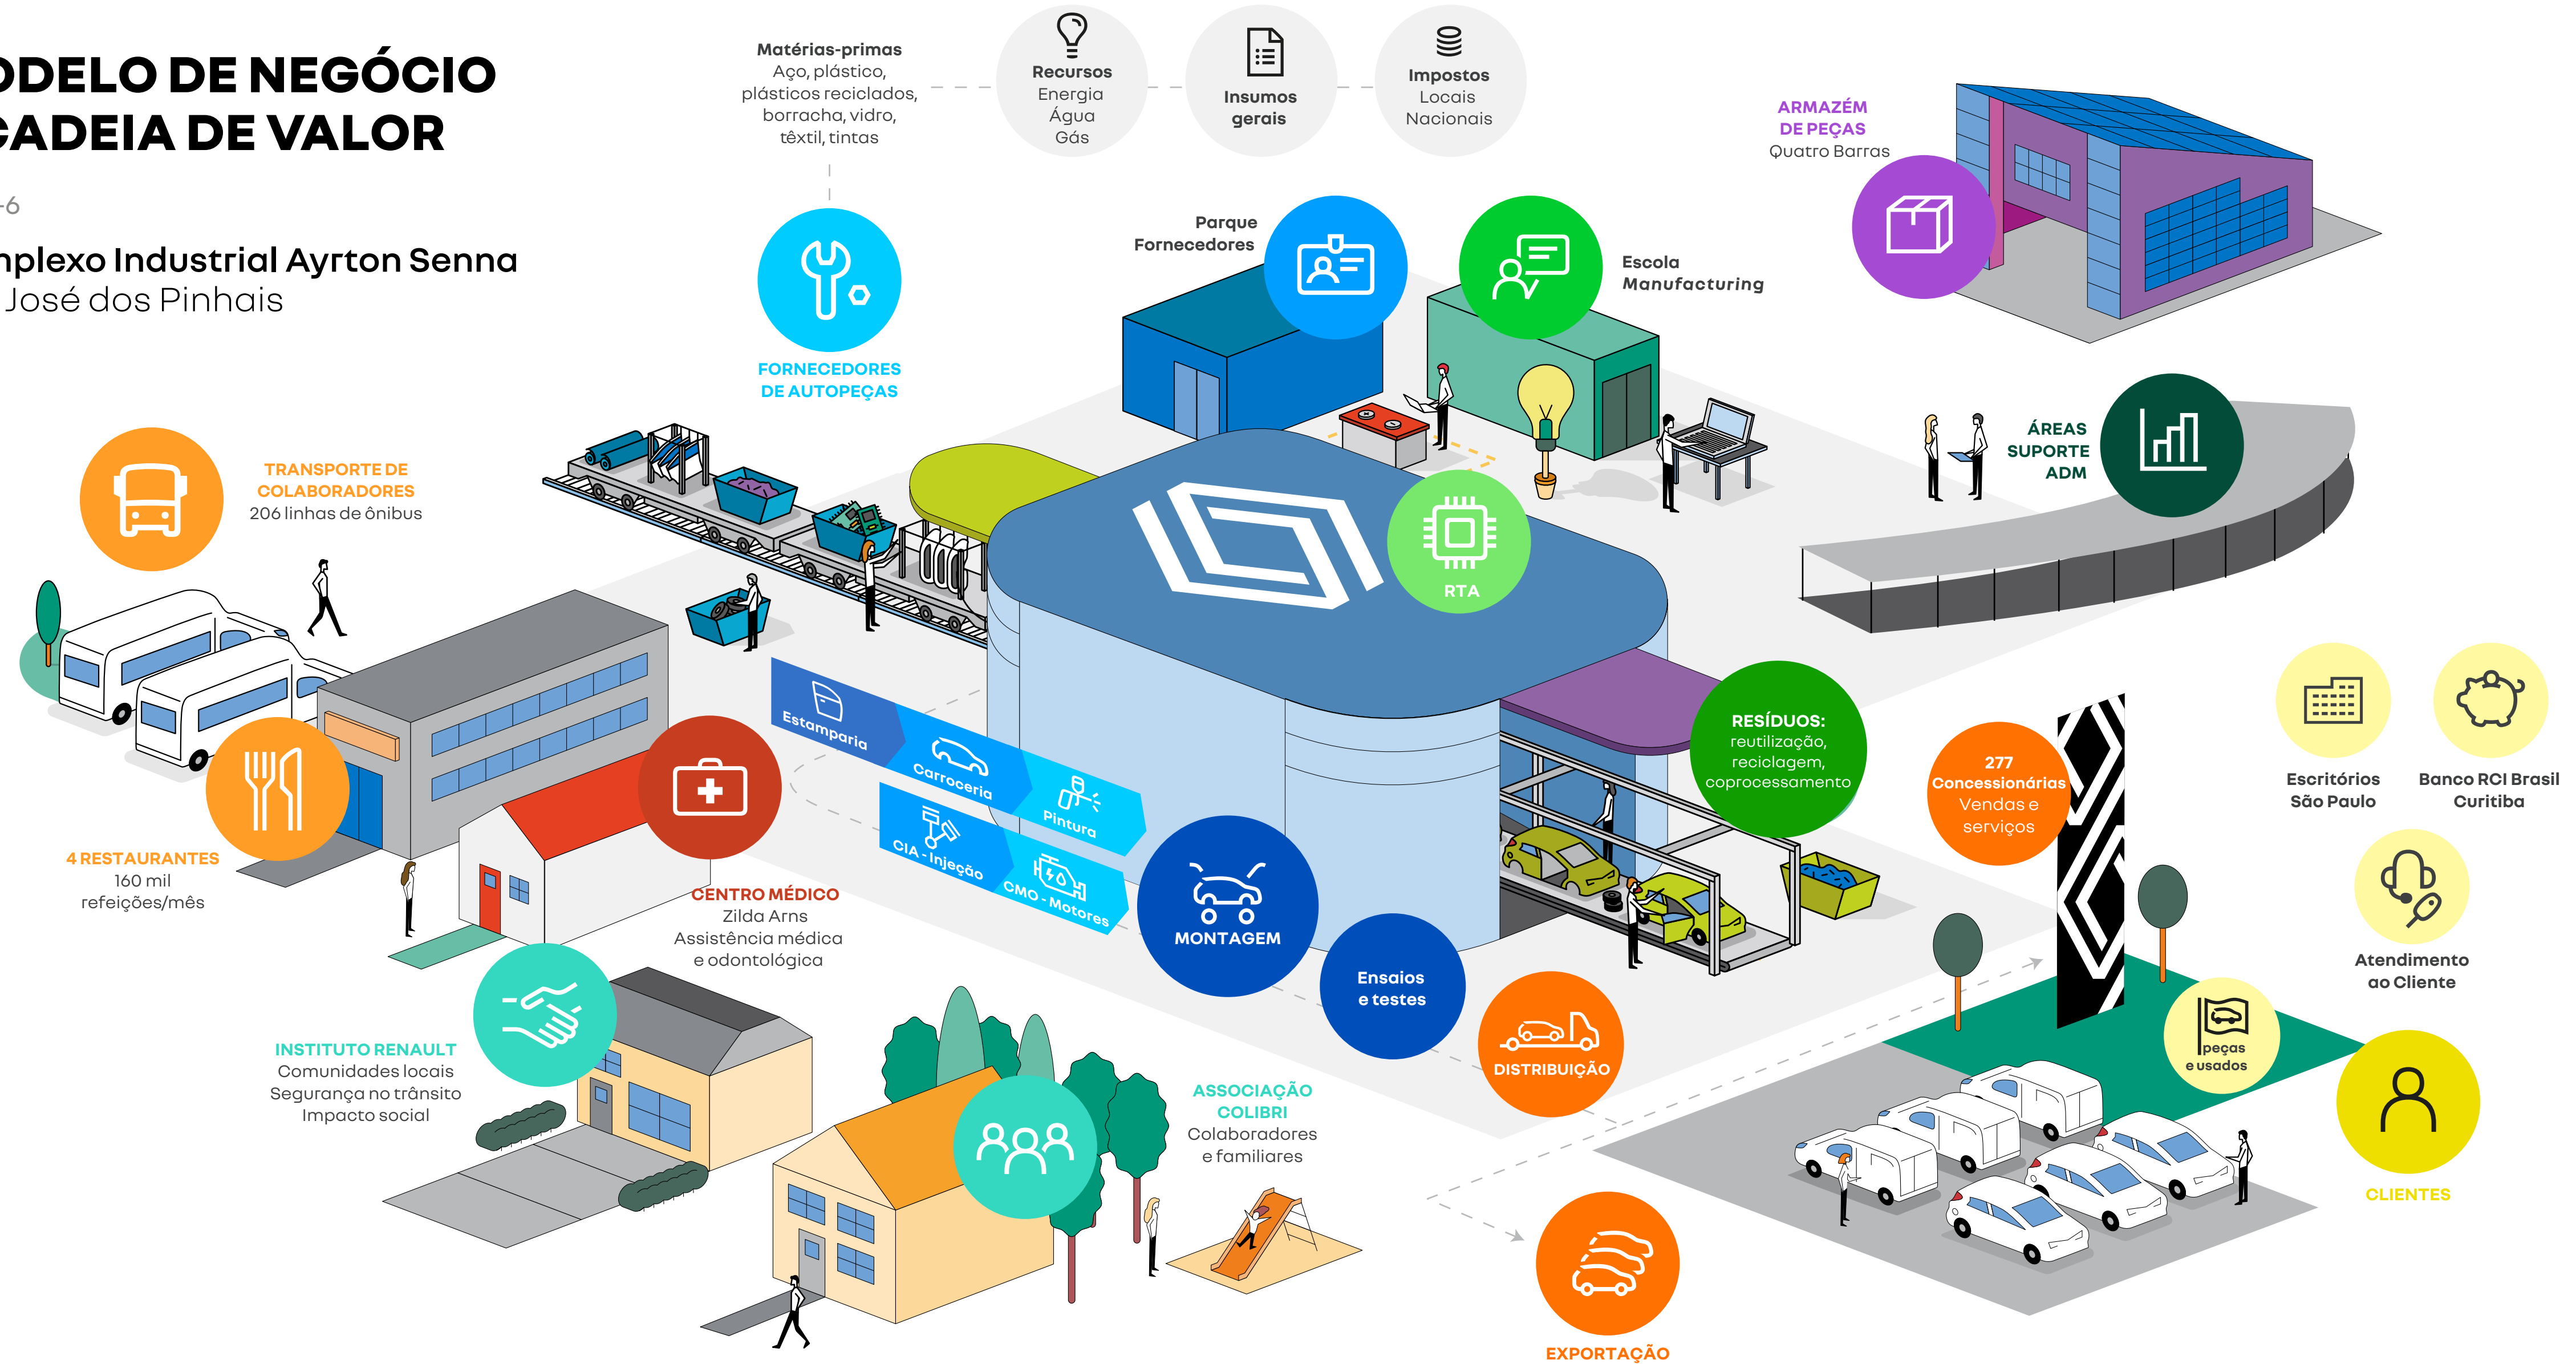 ODELO DE NEGÓCIO
CADEIA DE VALOR
-6
nplexo Industrial Ayrton Senna
José dos Pinhais
Matérias-primas
Aço, plástico,
plásticos reciclados,
borracha, vidro,
têxtil, tintas
Recursos
Energia
Água
Gás
Insumos
gerais
Impostos
Locais
Nacionais
ARMAZÉM
DE PEÇAS
Quatro Barras
Parque
Fornecedores
Escola
Manufacturing
FORNECEDORES
DE AUTOPEÇAS
ÁREAS
SUPORTE
ADM
TRANSPORTE DE
COLABORADORES
206 linhas de ônibus
RTA
Estamparia
Carroceria
Pintura
CIA - Injeção
CMO - Motores
MONTAGEM
Ensaios
e testes
DISTRIBUIÇÃO
RESÍDUOS:
reutilização,
reciclagem,
coprocessamento
277
Concessionárias
Vendas e
serviços
Escritórios
São Paulo
Banco RCI Brasil
Curitiba
Atendimento
ao Cliente
peças
e usados
CLIENTES
4 RESTAURANTES
160 mil
refeições/mês
CENTRO MÉDICO
Zilda Arns
Assistência médica
e odontológica
INSTITUTO RENAULT
Comunidades locais
Segurança no trânsito
Impacto social
ASSOCIAÇÃO
COLIBRI
Colaboradores
e familiares
EXPORTAÇÃO